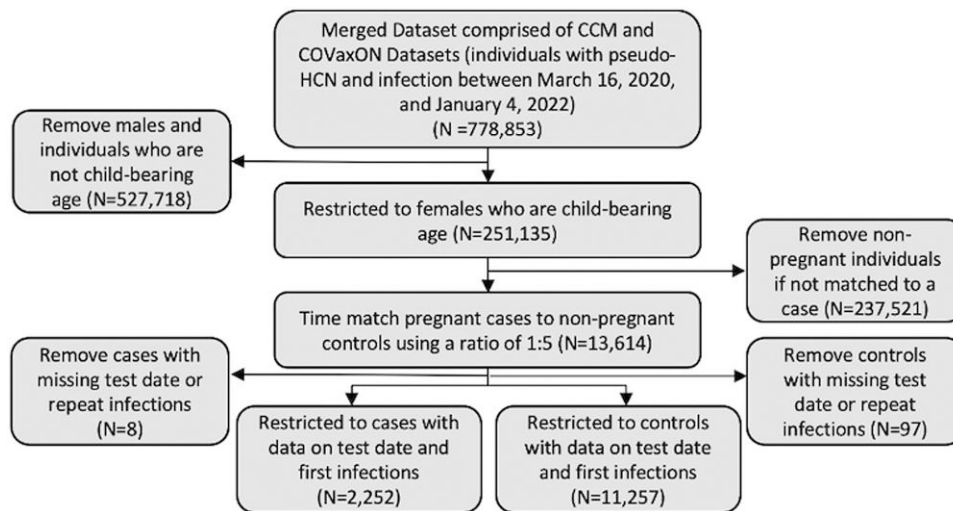 Merged Dataset comprised of CCM and
COVaxON Datasets (individuals with pseudo-
HCN and infection between March 16, 2020,
and January 4, 2022)
(N =778,853)
Remove males and
individuals who are
not child-bearing
age (N=527,718)
Restricted to females who are child-bearing
age (N=251,135)
Remove non-
pregnant individuals
if not matched to a
case (N=237,521)
Time match pregnant cases to non-pregnant
controls using a ratio of 1:5 (N=13,614)
Remove cases with
missing test date or
repeat infections
(N=8)
Remove controls
with missing test
date or repeat
infections (N=97)
Restricted to cases with
data on test date and
first infections
(N=2,252)
Restricted to controls
with data on test date
and first infections
(N=11,257)